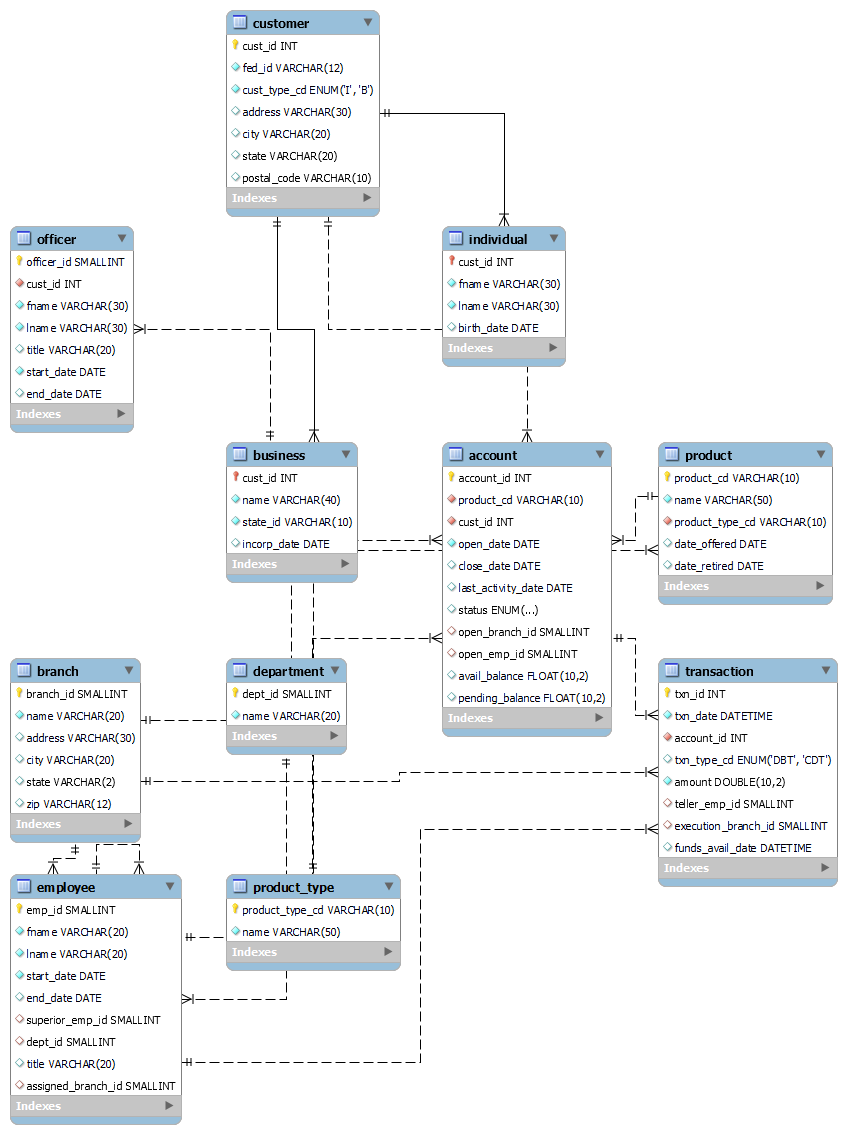 customer
cust_id INT
fed_id VARCHAR(12)
cust_type_cd ENUM('I', 'B')
address VARCHAR(30)
city VARCHAR(20)
state VARCHAR(20)
postal_code VARCHAR(10)
Indexes
officer
officer_id SMALLINT
cust_id INT
fname VARCHAR(30)
lname VARCHAR(30)
title VARCHAR(20)
start_date DATE
end_date DATE
Indexes
individual
cust_id INT
fname VARCHAR(30)
lname VARCHAR(30)
birth_date DATE
Indexes
business
cust_id INT
name VARCHAR(40)
state_id VARCHAR(10)
incorp_date DATE
Indexes
account
account_id INT
product_cd VARCHAR(10)
cust_id INT
open_date DATE
close_date DATE
last_activity_date DATE
status ENUM(...)
open_branch_id SMALLINT
open_emp_id SMALLINT
avail_balance FLOAT(10,2)
pending_balance FLOAT(10,2)
Indexes
product
product_cd VARCHAR(10)
name VARCHAR(50)
product_type_cd VARCHAR(10)
date_offered DATE
date_retired DATE
Indexes
branch
branch_id SMALLINT
name VARCHAR(20)
address VARCHAR(30)
city VARCHAR(20)
state VARCHAR(2)
zip VARCHAR(12)
Indexes
department
dept_id SMALLINT
name VARCHAR(20)
Indexes
transaction
txn_id INT
txn_date DATETIME
account_id INT
txn_type_cd ENUM('DBT', 'CDT')
amount DOUBLE(10,2)
teller_emp_id SMALLINT
execution_branch_id SMALLINT
funds_avail_date DATETIME
Indexes
employee
emp_id SMALLINT
fname VARCHAR(20)
lname VARCHAR(20)
start_date DATE
end_date DATE
superior_emp_id SMALLINT
dept_id SMALLINT
title VARCHAR(20)
assigned_branch_id SMALLINT
Indexes
product_type
product_type_cd VARCHAR(10)
name VARCHAR(50)
Indexes